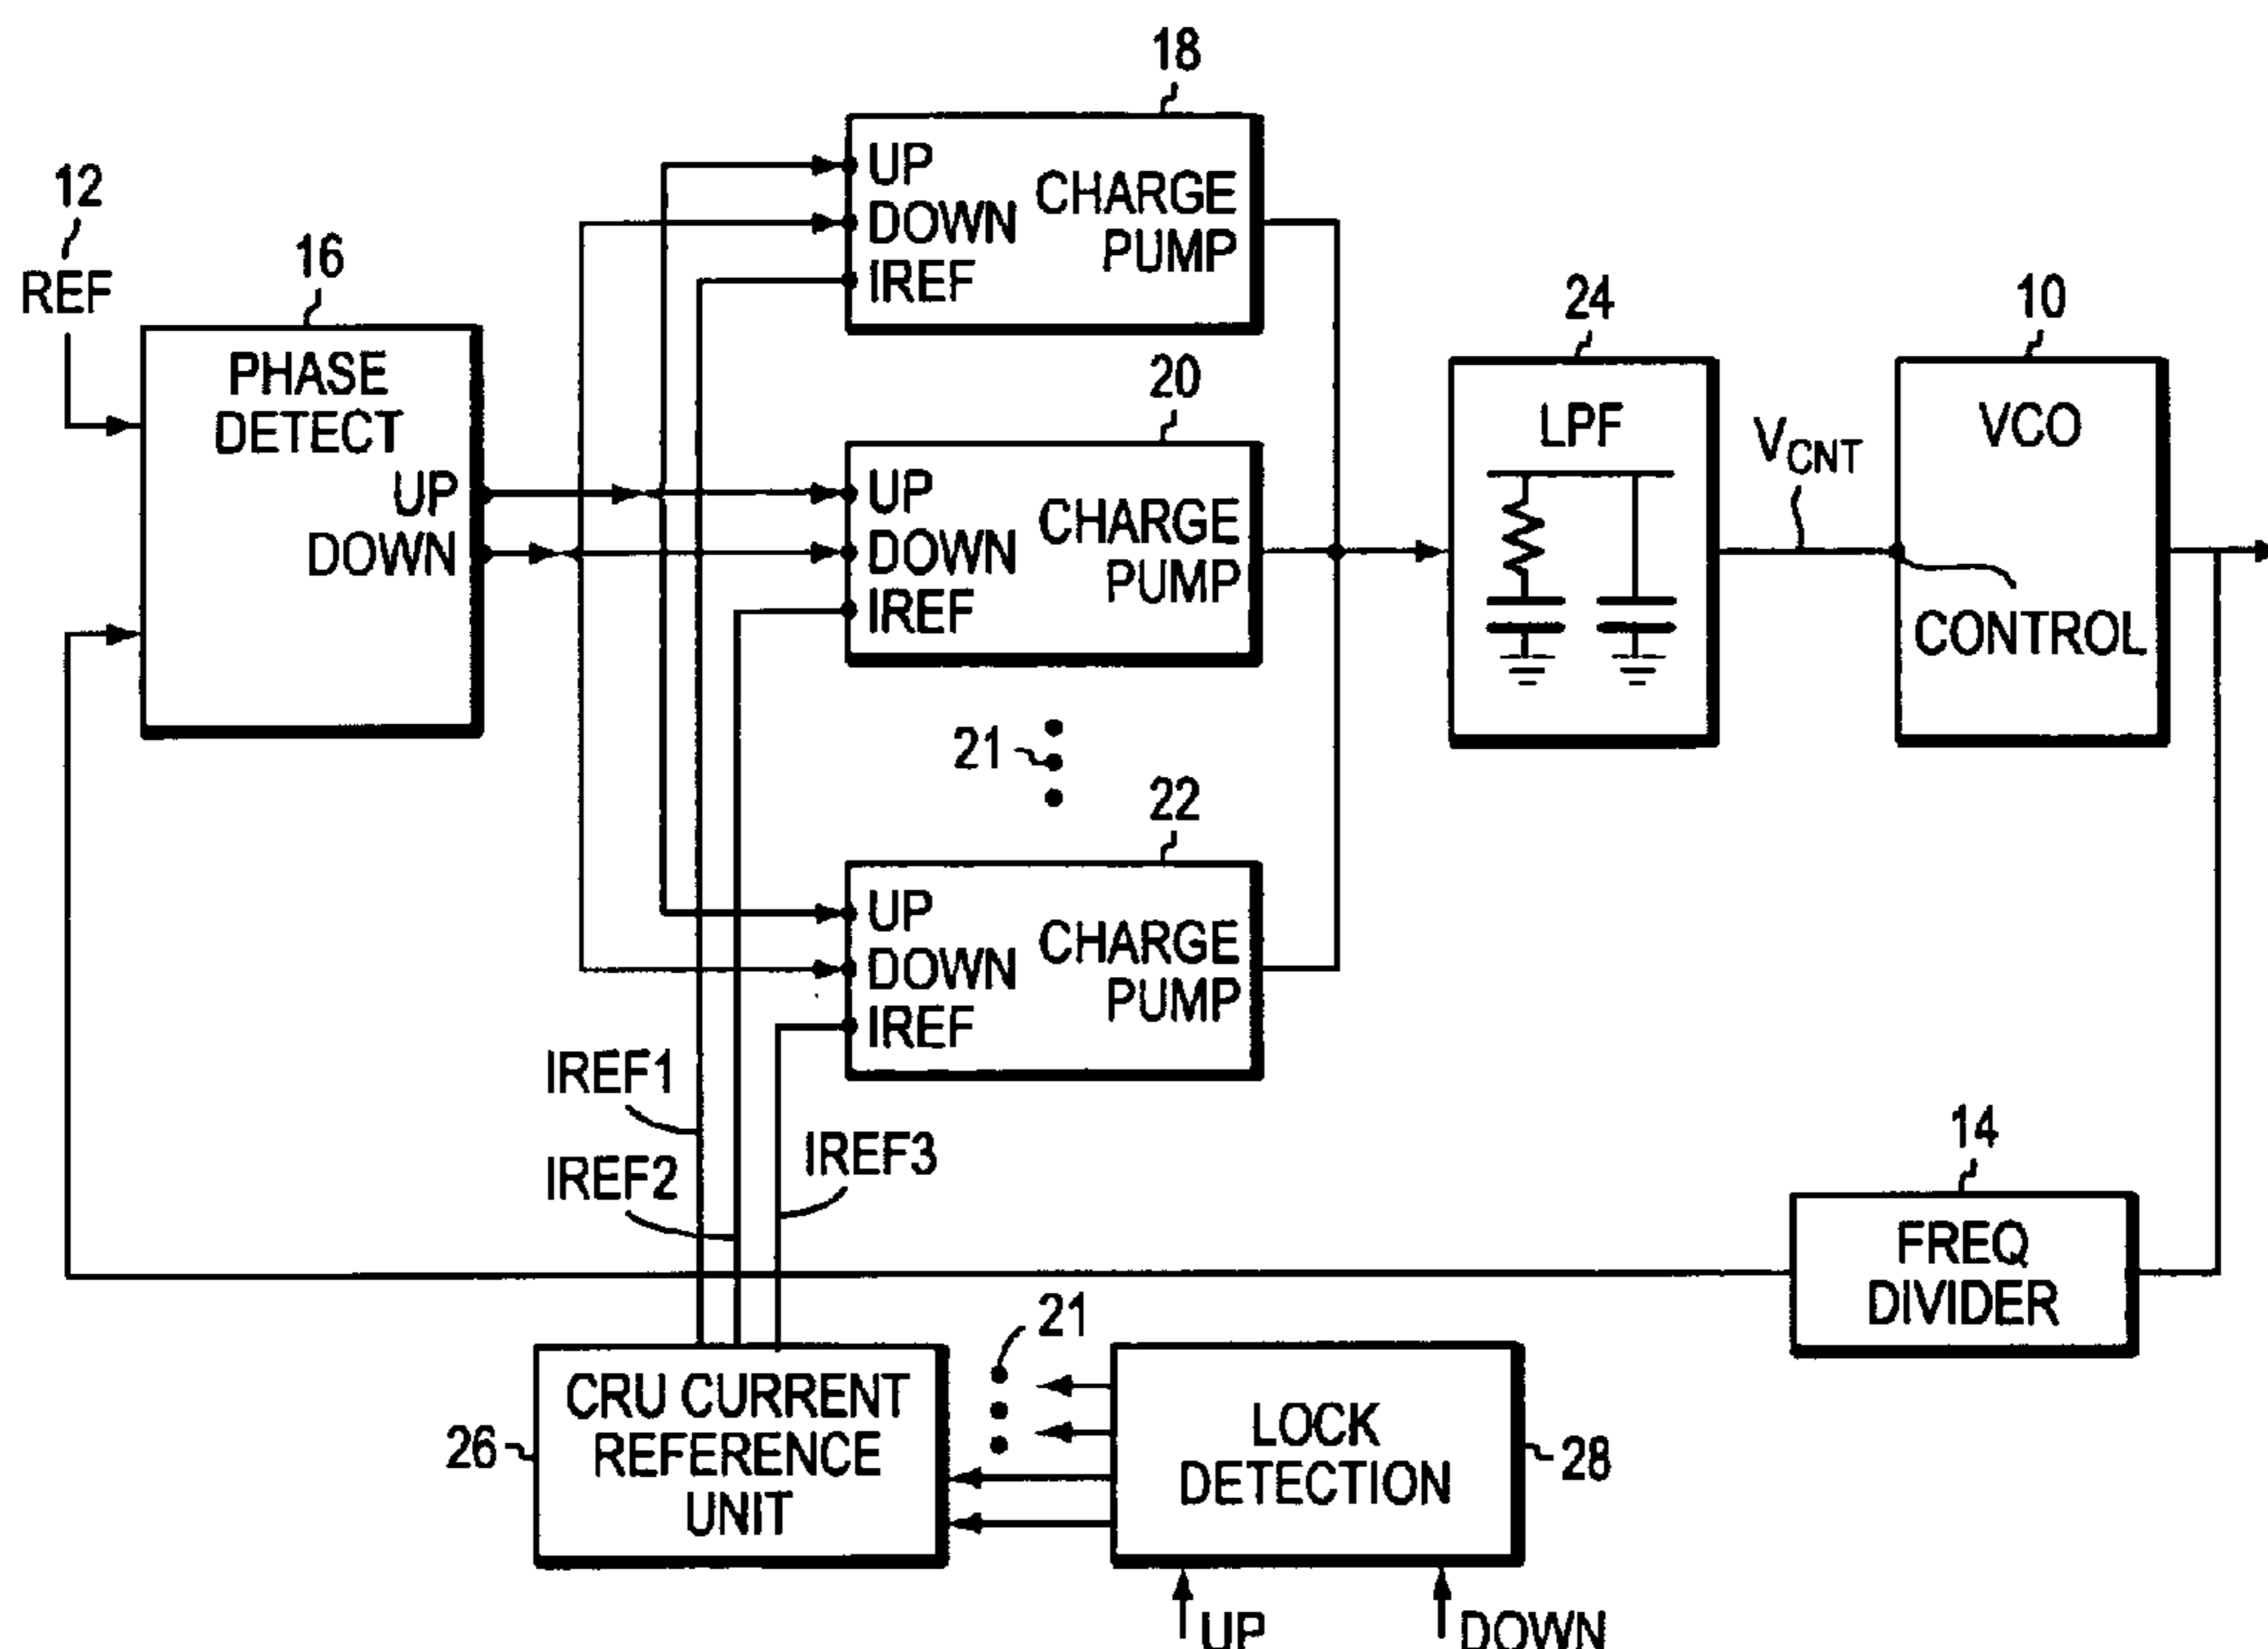 18
12
REF
16
PHASE
DETECT
UP
DOWN
UP
DOWN
IREF
CHARGE
PUMP
20
UP
DOWN
IREF
CHARGE
PUMP
21
22
UP
DOWN
IREF
CHARGE
PUMP
24
LPF
VCNT
10
VCO
CONTROL
IREF1
IREF2
IREF3
14
FREQ
DIVIDER
26
CRU CURRENT
REFERENCE
UNIT
21
LOCK
DETECTION
28
UP
DOWN